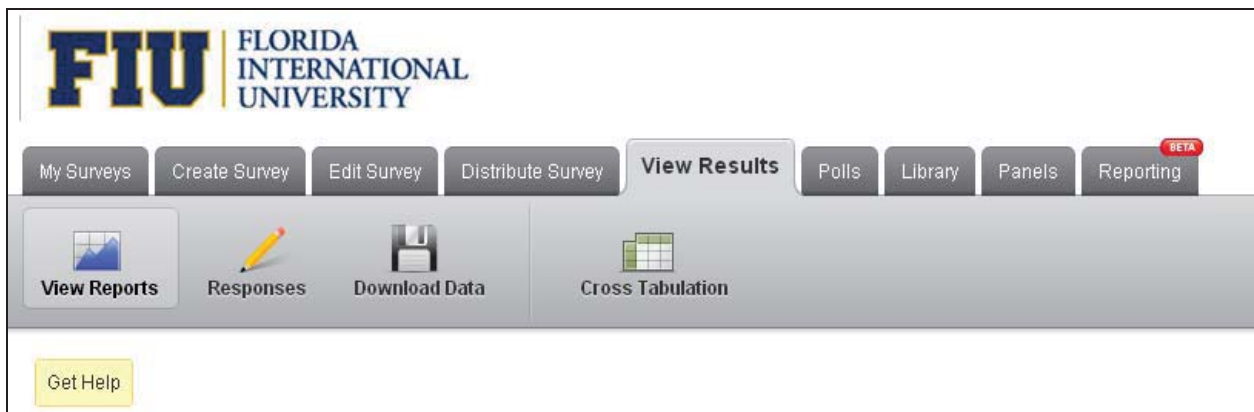 FIU FLORIDA
INTERNATIONAL
UNIVERSITY
BETA
My Surveys Create Survey Edit Survey Distribute Survey View Results Polls Library Panels Reporting
View Reports Responses Download Data Cross Tabulation
Get Help